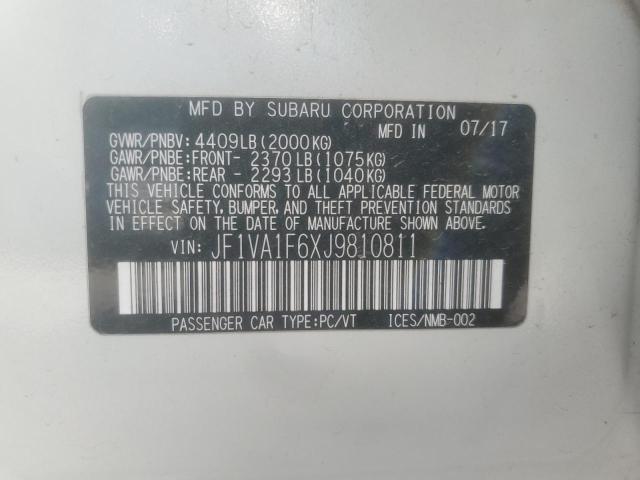 MFD BY SUBARU CORPORATION
MFD IN 07/17
GVWR/PNBV: 4409LB(2000KG)
GAWR/PNBE:FRONT- 2370LB(1075KG)
GAWR/PNBE:REAR - 2293LB(1040KG)
THIS VEHICLE CONFORMS TO ALL APPLICABLE FEDERAL MOTOR
VEHICLE SAFETY, BUMPER, AND THEFT PREVENTION STANDARDS
IN EFFECT ON THE DATE OF MANUFACTURE SHOWN ABOVE.
VIN: JF1VA1F6XJ9810811
PASSENGER CAR TYPE:PC/VT ICES/NMB-002